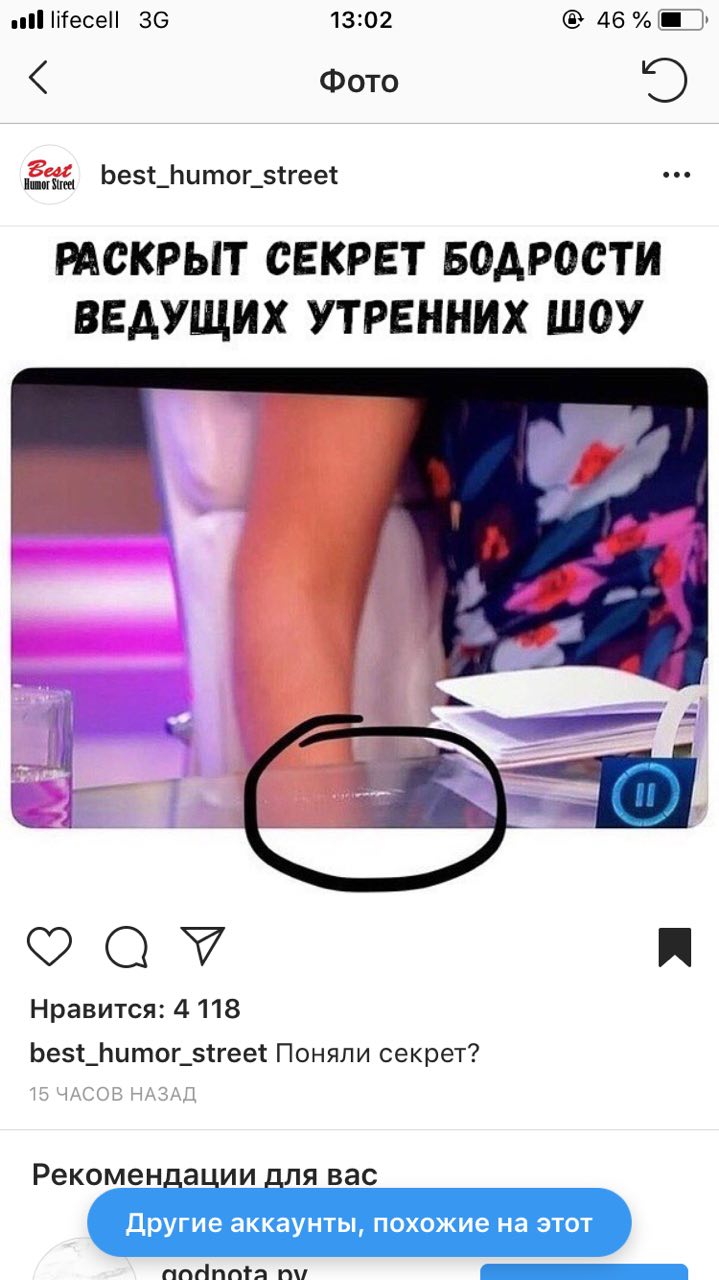 lifecell 3G 13:02 46 %
Фото
Best
Humor Street
best_humor_street
РАСКРЫТ СЕКРЕТ БОДРОСТИ
ВЕДУЩИХ УТРЕННИХ ШОУ
Нравится: 4 118
best_humor_street Поняли секрет?
15 ЧАСОВ НАЗАД
Рекомендации для вас
Другие аккаунты, похожие на этот
godnota.ру